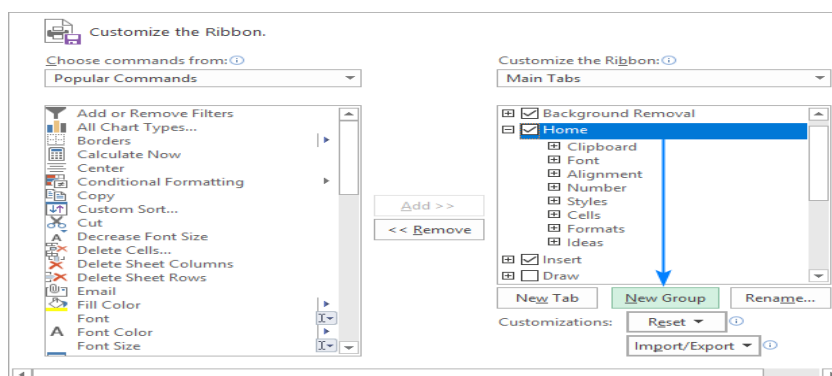 Customize the Ribbon.
Choose commands from:
Popular Commands
Add or Remove Filters
All Chart Types...
Borders
Calculate Now
Center
Conditional Formatting
Copy
Custom Sort...
Cut
Decrease Font Size
Delete Cells...
Delete Sheet Columns
Delete Sheet Rows
Email
Fill Color
Font
Font Color
Font Size
Add >>
<< Remove
Customize the Ribbon:
Main Tabs
Background Removal
Home
Clipboard
Font
Alignment
Number
Styles
Cells
Formats
Ideas
Insert
Draw
New Tab New Group Rename...
Customizations: Reset
Import/Export